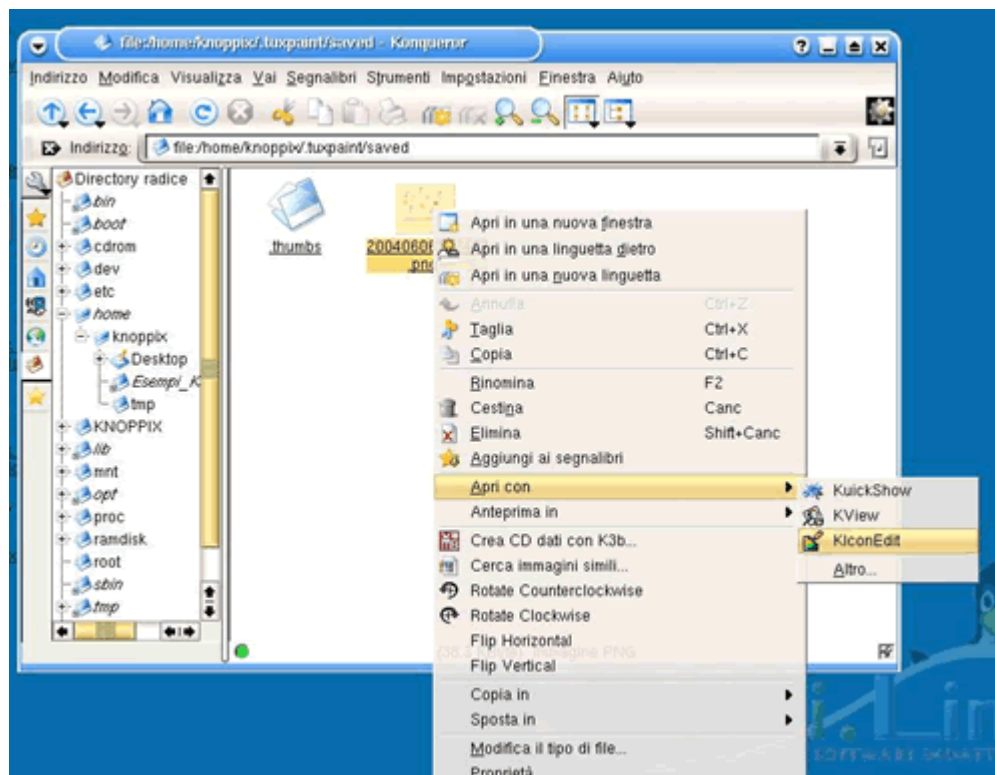 file:/home/knoppix/.tuxpaint/saved - Konqueror
Indirizzo Modifica Visualizza Vai Segnalibri Strumenti Impostazioni Finestra Aiuto
Indirizzo: file:/home/knoppix/.tuxpaint/saved
Directory radice
bin
boot
cdrom
dev
etc
home
knoppix
Desktop
Esempi_K
tmp
KNOPPIX
lib
mnt
opt
proc
ramdisk
root
sbin
tmp
.thumbs
.png
Apri in una nuova finestra
Apri in una linguetta dietro
Apri in una nuova linguetta
Annulla Ctrl+Z
Taglia Ctrl+X
Copia Ctrl+C
Rinomina F2
Cestina Canc
Elimina Shift+Canc
Aggiungi ai segnalibri
Apri con
Anteprima in
Crea CD dati con K3b...
Cerca immagini simili...
Rotate Counterclockwise
Rotate Clockwise
Flip Horizontal
Flip Vertical
Copia in
Sposta in
Modifica il tipo di file...
Proprietà
KuickShow
KView
KIconEdit
Altro...